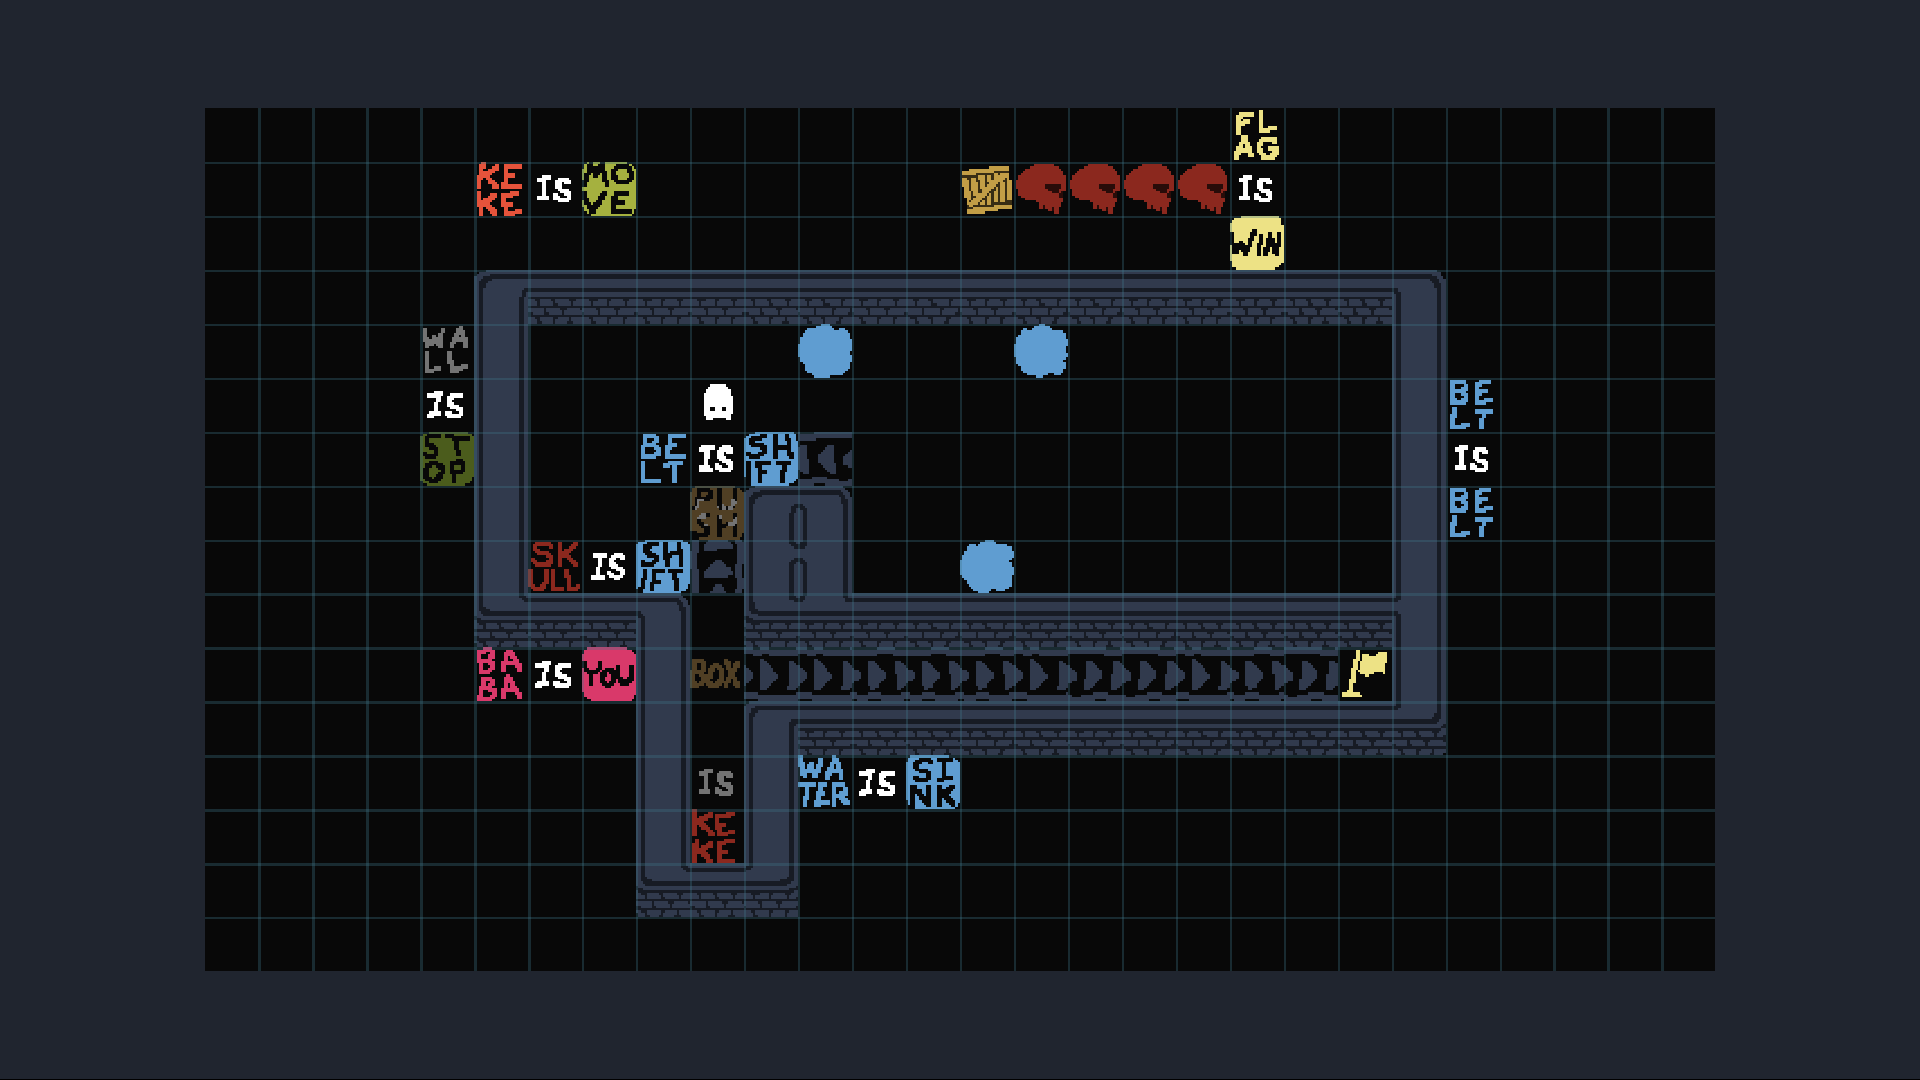 FLAG
KEKE IS MOVE
IS
WIN
WALL
IS
BELT
STOP
BELT IS SHIFT
IS
PUSH
BELT
SKULL IS SHIFT
BABA IS YOU
BOX
IS
WATER IS SINK
KEKE